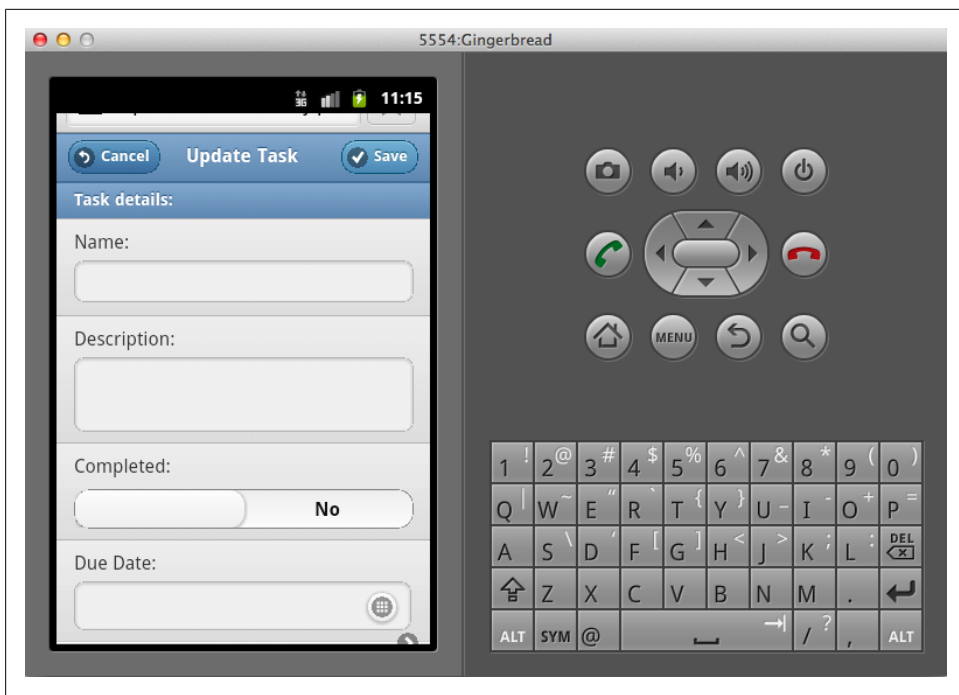 5554:Gingerbread
3G 11:15
Cancel Update Task Save
Task details:
Name:
Description:
Completed:
No
Due Date:
MENU
1 ! 2 @ 3 # 4 $ 5 % 6 ^ 7 & 8 * 9 ( 0 )
Q | W ~ E " R ` T { Y } U - I - O + P =
A S \ D ' F [ G ] H < J > K ; L : DEL
Z X C V B N M .
ALT SYM @ / ? , ALT